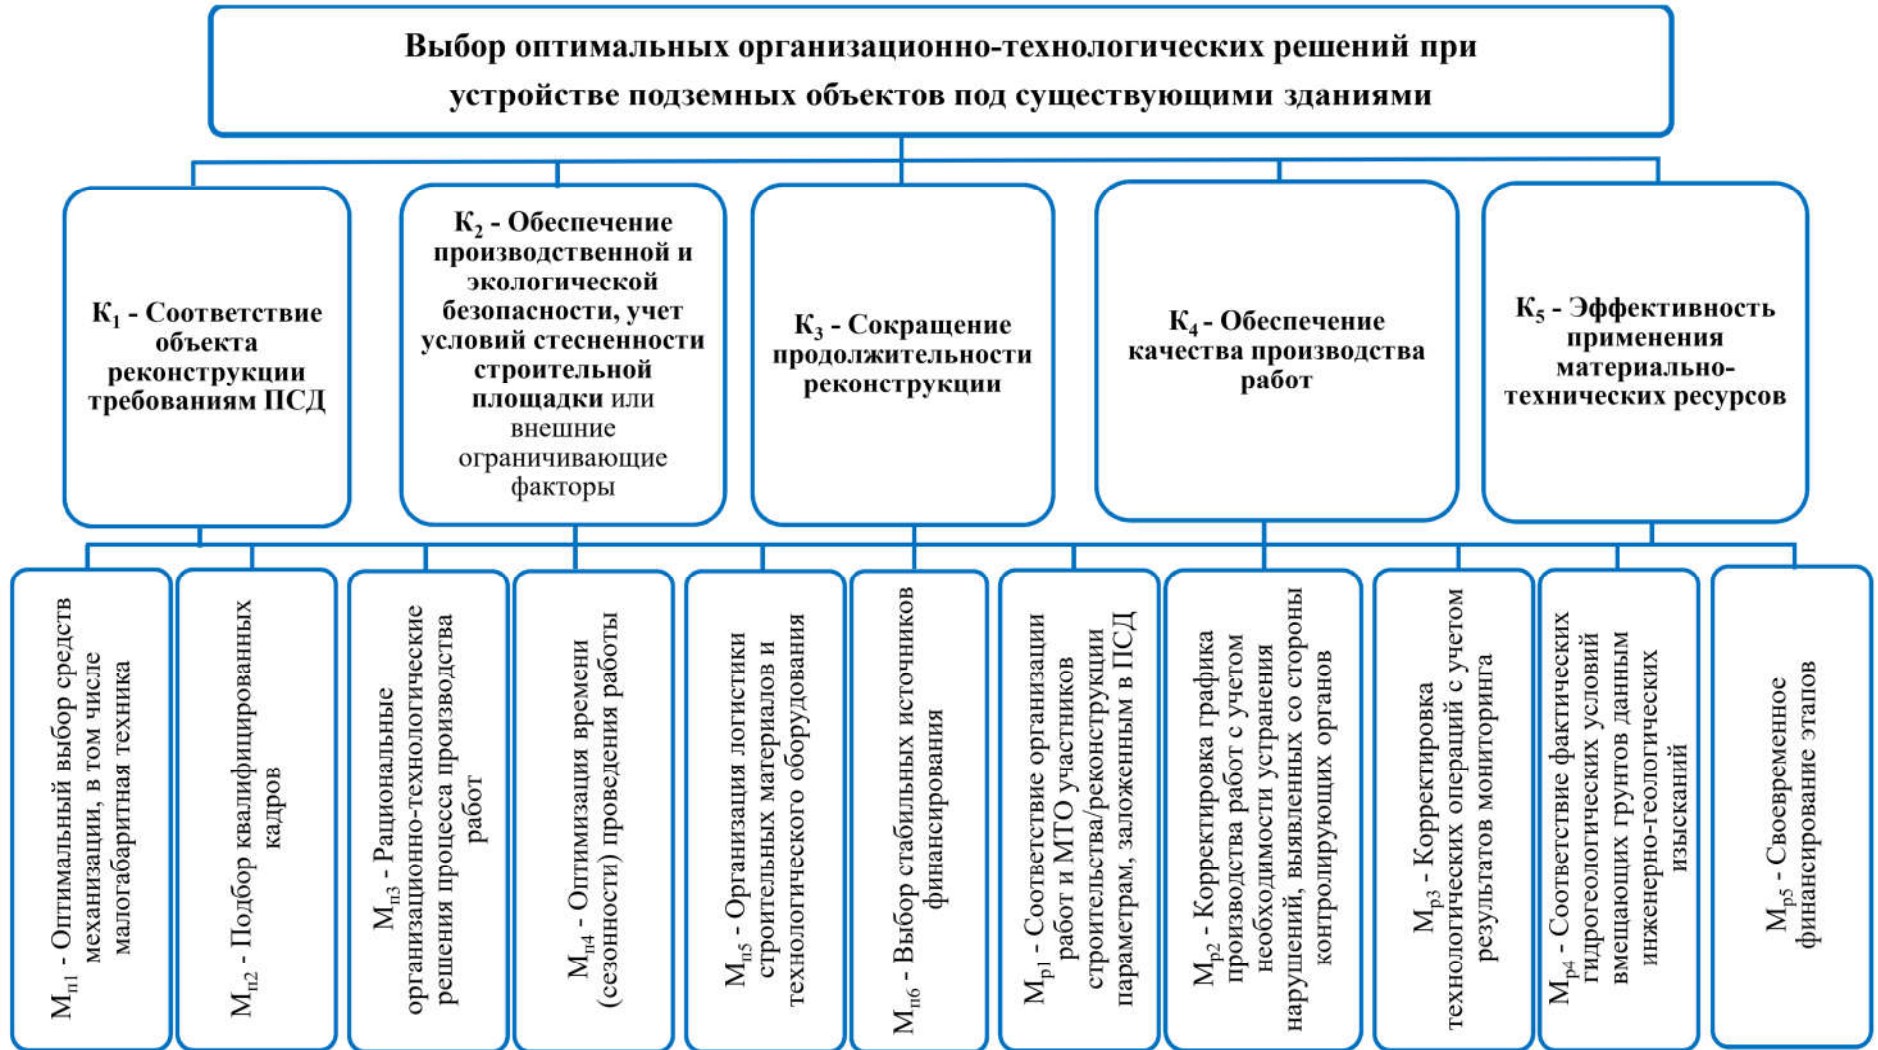 Выбор оптимальных организационно-технологических решений при
устройстве подземных объектов под существующими зданиями
К₁ - Соответствие
объекта
реконструкции
требованиям ПСД
К₂ - Обеспечение
производственной и
экологической
безопасности, учет
условий стесненности
строительной
площадки или
внешние
ограничивающие
факторы
К₃ - Сокращение
продолжительности
реконструкции
К₄ - Обеспечение
качества производства
работ
К₅ - Эффективность
применения
материально-
технических ресурсов
Мп1 - Оптимальный выбор средств
механизации, в том числе
малогабаритная техника
Мп2 - Подбор квалифицированных
кадров
Мп3 - Рациональные
организационно-технологические
решения процесса производства
работ
Мп4 - Оптимизация времени
(сезонности) проведения работы
Мп5 - Организация логистики
строительных материалов и
технологического оборудования
Мп6 - Выбор стабильных источников
финансирования
Мр1 - Соответствие организации
работ и МТО участников
строительства/реконструкции
параметрам, заложенным в ПСД
Мр2 - Корректировка графика
производства работ с учетом
необходимости устранения
нарушений, выявленных со стороны
контролирующих органов
Мр3 - Корректировка
технологических операций с учетом
результатов мониторинга
Мр4 - Соответствие фактических
гидрогеологических условий
вмещающих грунтов данным
инженерно-геологических
изысканий
Мр5 - Своевременное
финансирование этапов